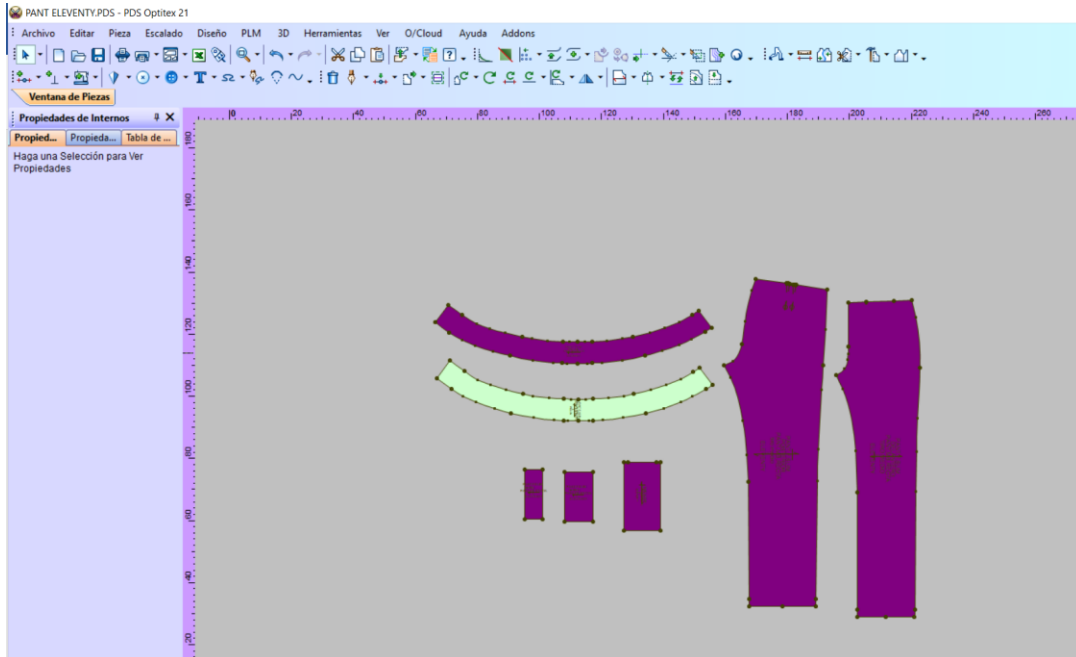 PANT ELEVENTY.PDS - PDS Optitex 21
Archivo Editar Pieza Escalado Diseño PLM 3D Herramientas Ver O/Cloud Ayuda Addons
Ventana de Piezas
Propiedades de Internos
Propied... Propieda... Tabla de ...
Haga una Selección para Ver
Propiedades
0 20 40 60 80 100 120 140 160 180 200 220 240 260
180
160
140
120
100
80
60
40
20